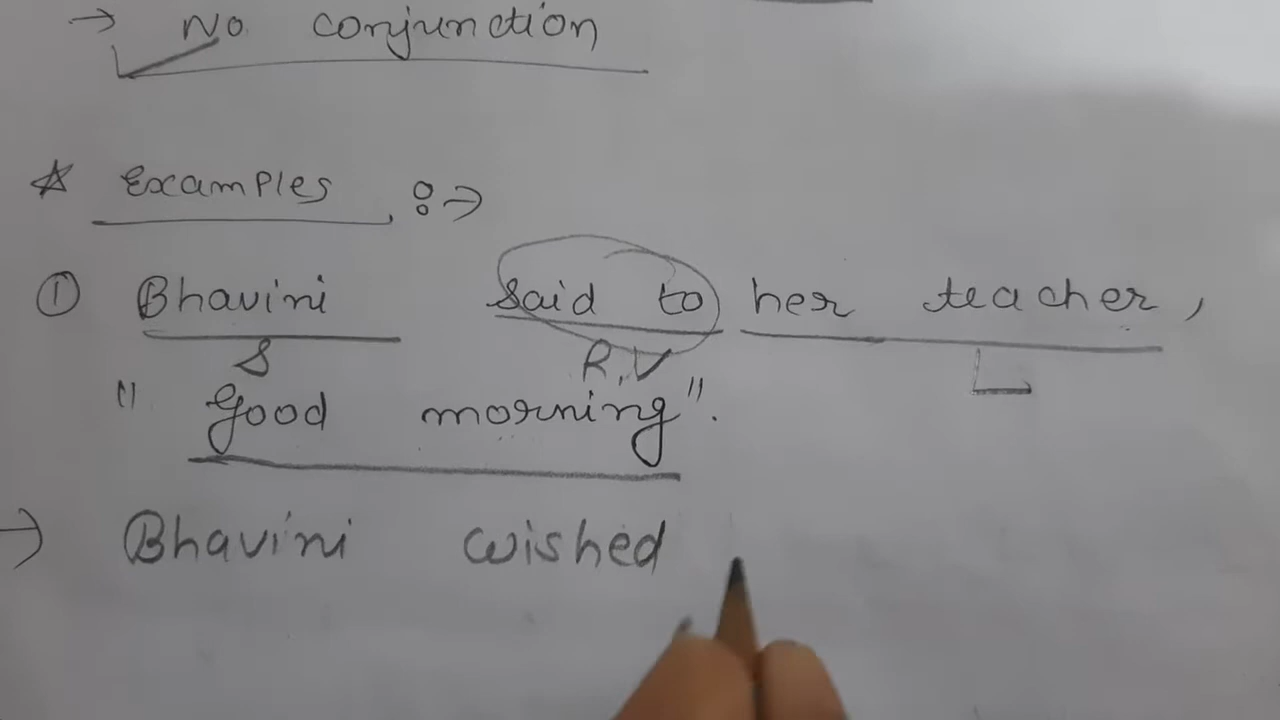 → No conjunction
☆ Examples :→
① Bhavini said to her teacher,
S R.V L
"Good morning".
→ Bhavini wished